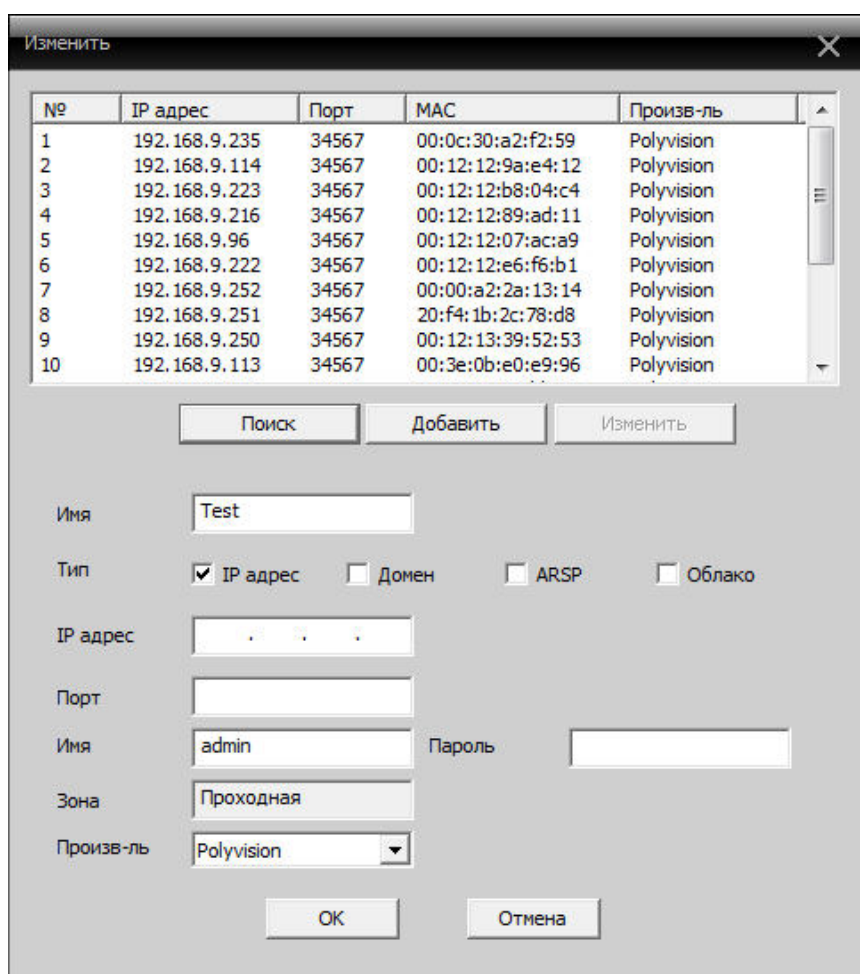 Изменить
№ IP адрес Порт MAC Произв-ль
1 192.168.9.235 34567 00:0c:30:a2:f2:59 Polyvision
2 192.168.9.114 34567 00:12:12:9a:e4:12 Polyvision
3 192.168.9.223 34567 00:12:12:b8:04:c4 Polyvision
4 192.168.9.216 34567 00:12:12:89:ad:11 Polyvision
5 192.168.9.96 34567 00:12:12:07:ac:a9 Polyvision
6 192.168.9.222 34567 00:12:12:e6:f6:b1 Polyvision
7 192.168.9.252 34567 00:00:a2:2a:13:14 Polyvision
8 192.168.9.251 34567 20:f4:1b:2c:78:d8 Polyvision
9 192.168.9.250 34567 00:12:13:39:52:53 Polyvision
10 192.168.9.113 34567 00:3e:0b:e0:e9:96 Polyvision
Поиск Добавить Изменить
Имя Test
Тип IP адрес Домен ARSP Облако
IP адрес . . .
Порт
Имя admin Пароль
Зона Проходная
Произв-ль Polyvision
OK Отмена